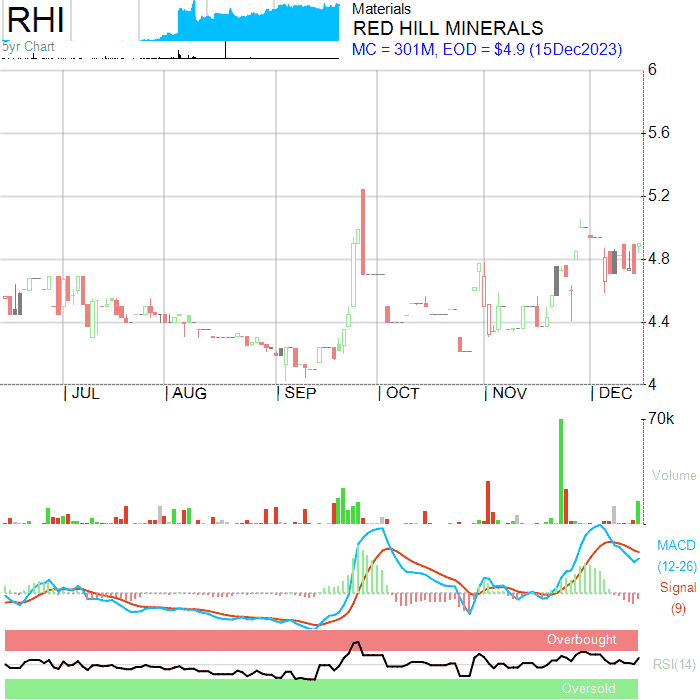 RHI
5yr Chart
Materials
RED HILL MINERALS
MC = 301M, EOD = $4.9 (15Dec2023)
6
5.6
5.2
4.8
4.4
4
JUL AUG SEP OCT NOV DEC
70k
Volume
MACD
(12-26)
Signal
(9)
Overbought
RSI(14)
Oversold